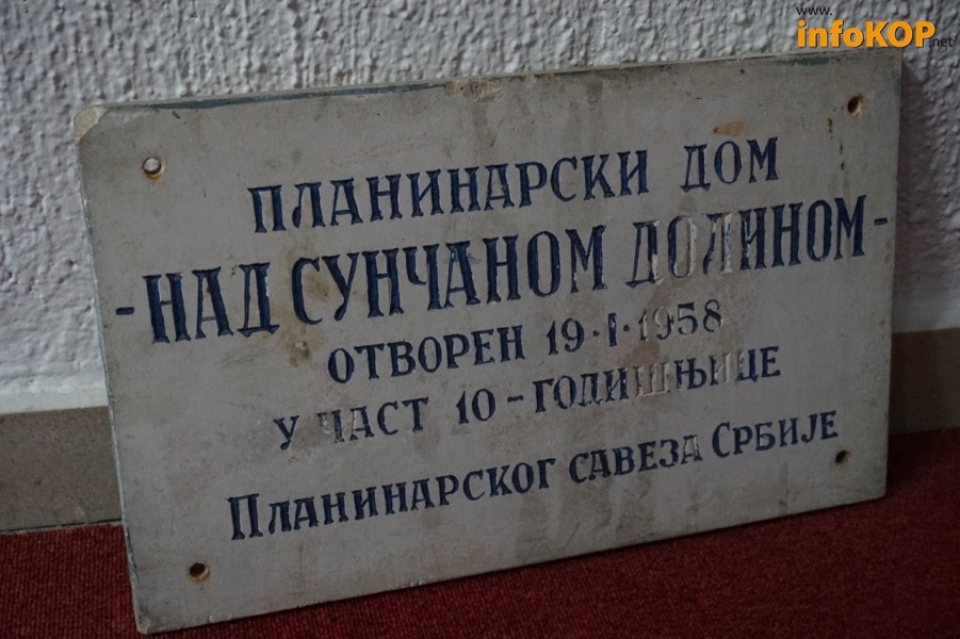 www.
infoKOP.net
ПЛАНИНАРСКИ ДОМ
-НАД СУНЧАНОМ ДОЛИНОМ-
ОТВОРЕН 19·I·1958
У ЧАСТ 10-ГОДИШЊИЦЕ
ПЛАНИНАРСКОГ САВЕЗА СРБИЈЕ